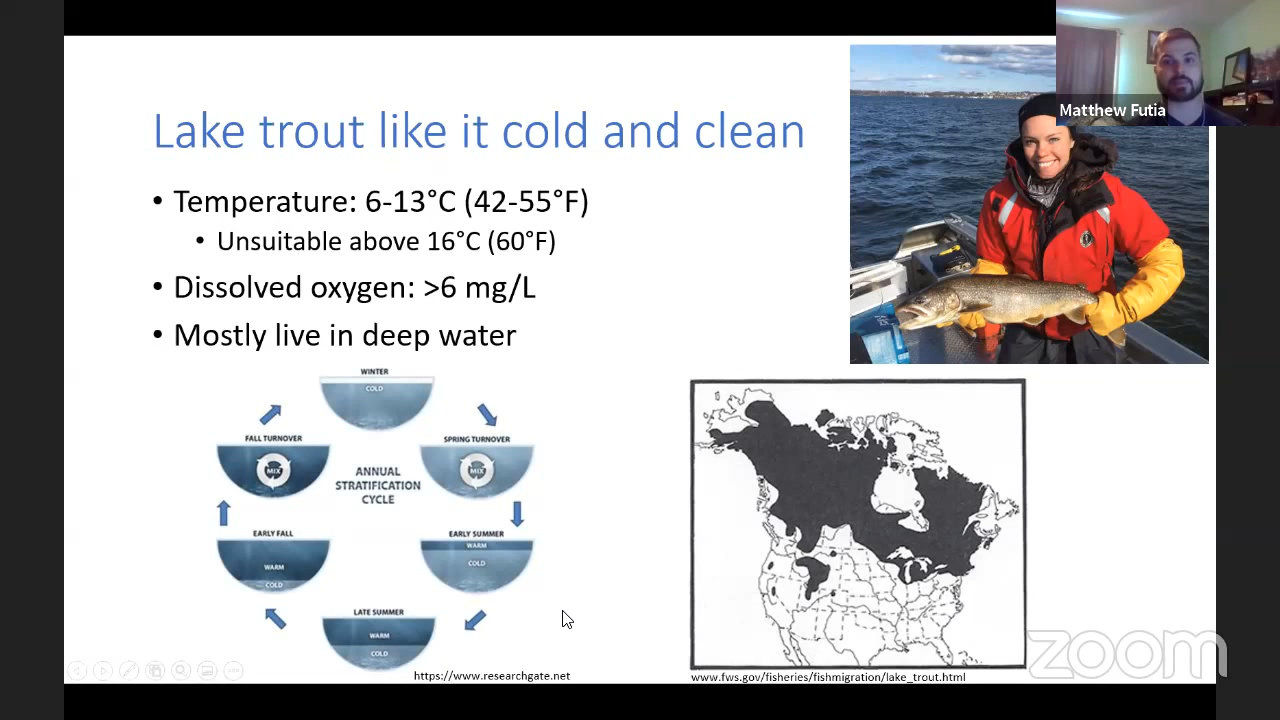 Matthew Futia
Lake trout like it cold and clean
• Temperature: 6-13°C (42-55°F)
• Unsuitable above 16°C (60°F)
• Dissolved oxygen: >6 mg/L
• Mostly live in deep water
WINTER
COLD
FALL TURNOVER
MIX
SPRING TURNOVER
MIX
ANNUAL
STRATIFICATION
CYCLE
EARLY FALL
WARM
COLD
EARLY SUMMER
WARM
COLD
LATE SUMMER
WARM
COLD
https://www.researchgate.net
www.fws.gov/fisheries/fishmigration/lake_trout.html
zoom